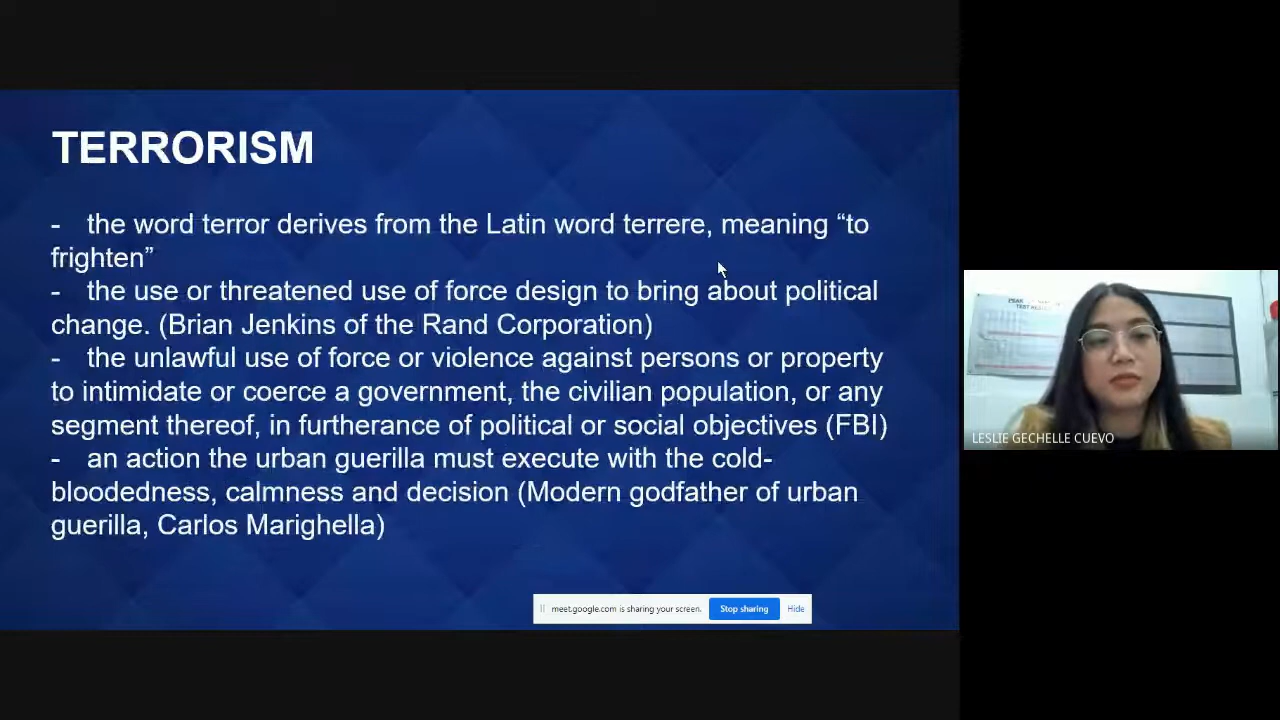 TERRORISM
- the word terror derives from the Latin word terrere, meaning “to
frighten”
- the use or threatened use of force design to bring about political
change. (Brian Jenkins of the Rand Corporation)
- the unlawful use of force or violence against persons or property
to intimidate or coerce a government, the civilian population, or any
segment thereof, in furtherance of political or social objectives (FBI)
- an action the urban guerilla must execute with the cold-
bloodedness, calmness and decision (Modern godfather of urban
guerilla, Carlos Marighella)
meet.google.com is sharing your screen. Stop sharing Hide
LESLIE GECHELLE CUEVO